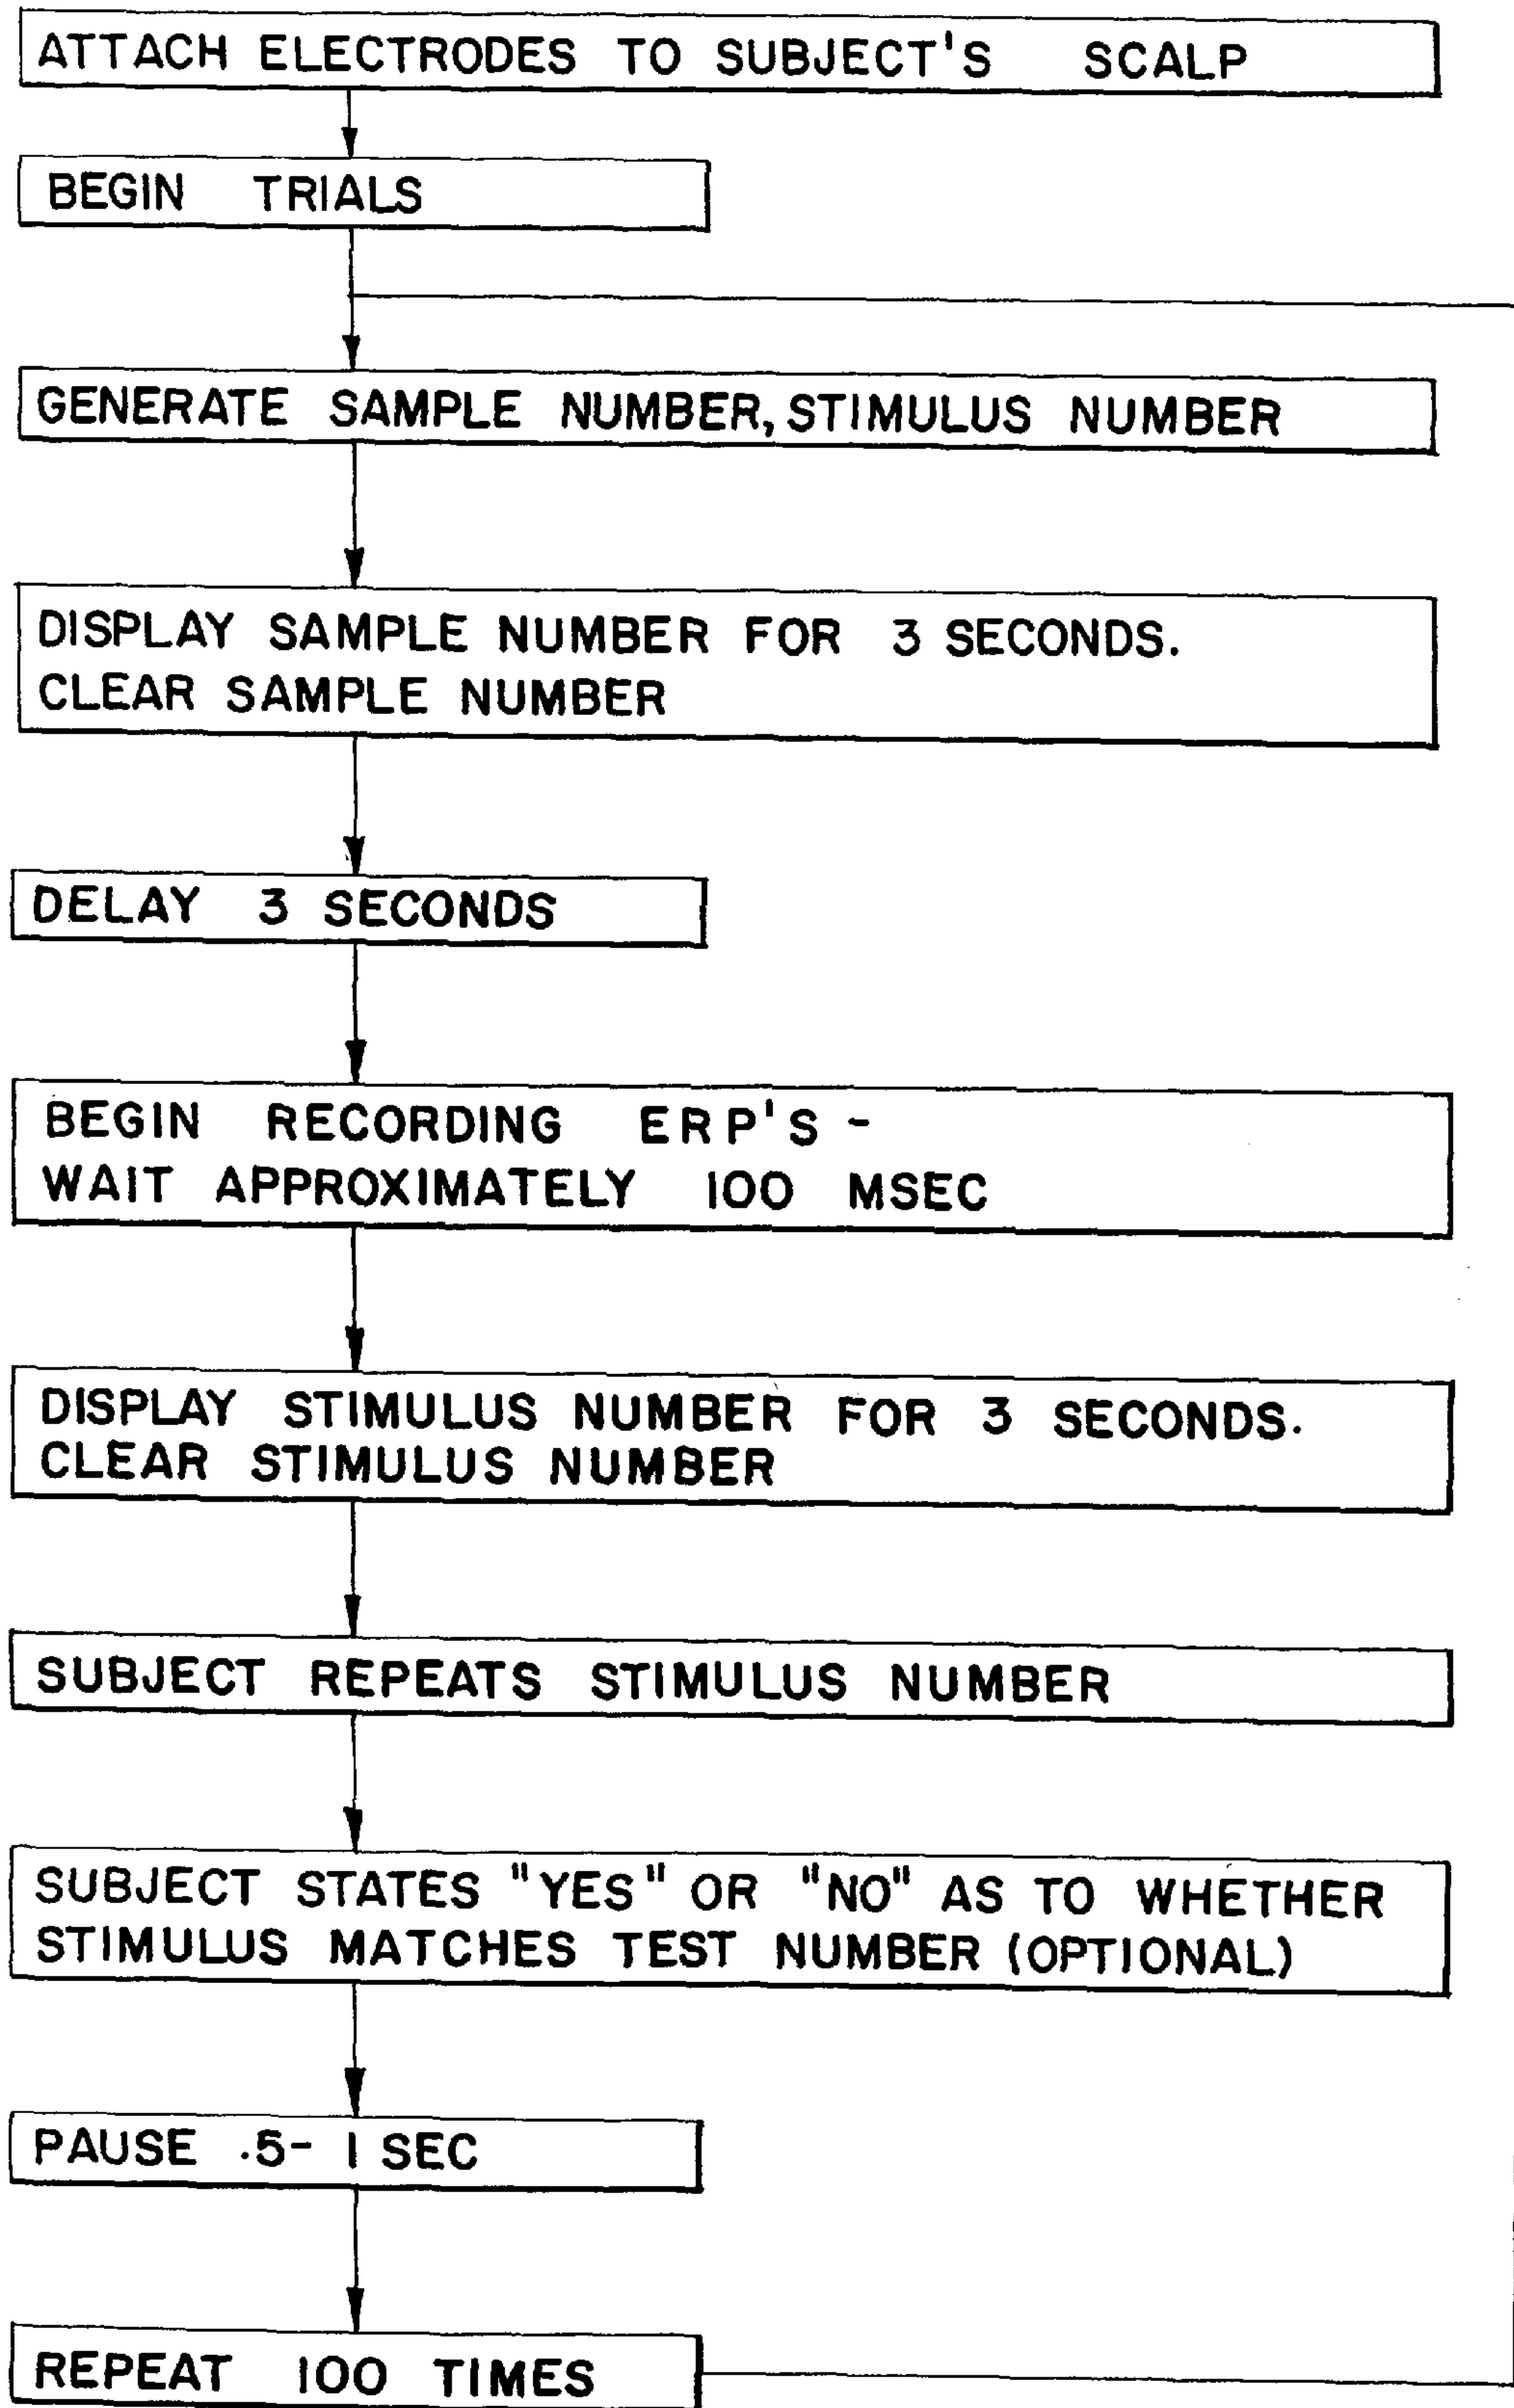 ATTACH ELECTRODES TO SUBJECT'S SCALP
BEGIN TRIALS
GENERATE SAMPLE NUMBER, STIMULUS NUMBER
DISPLAY SAMPLE NUMBER FOR 3 SECONDS.
CLEAR SAMPLE NUMBER
DELAY 3 SECONDS
BEGIN RECORDING ERP'S -
WAIT APPROXIMATELY 100 MSEC
DISPLAY STIMULUS NUMBER FOR 3 SECONDS.
CLEAR STIMULUS NUMBER
SUBJECT REPEATS STIMULUS NUMBER
SUBJECT STATES "YES" OR "NO" AS TO WHETHER
STIMULUS MATCHES TEST NUMBER (OPTIONAL)
PAUSE .5- 1 SEC
REPEAT 100 TIMES